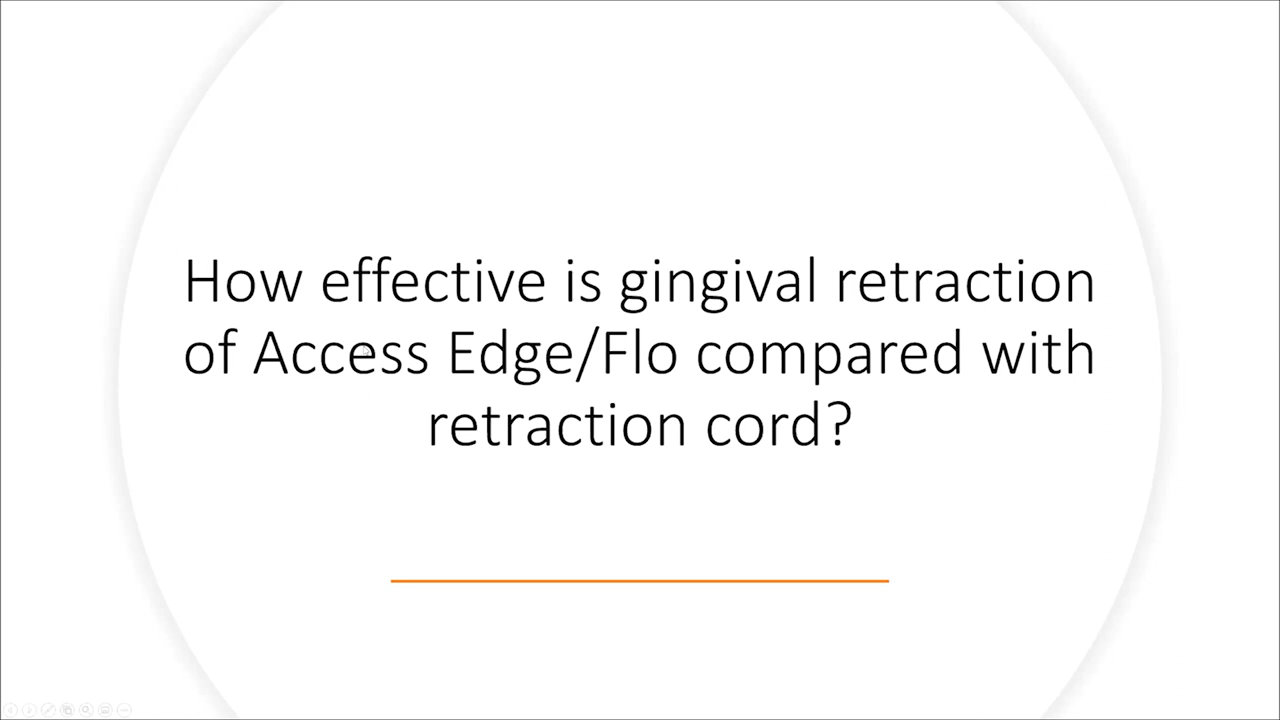 How effective is gingival retraction
of Access Edge/Flo compared with
retraction cord?